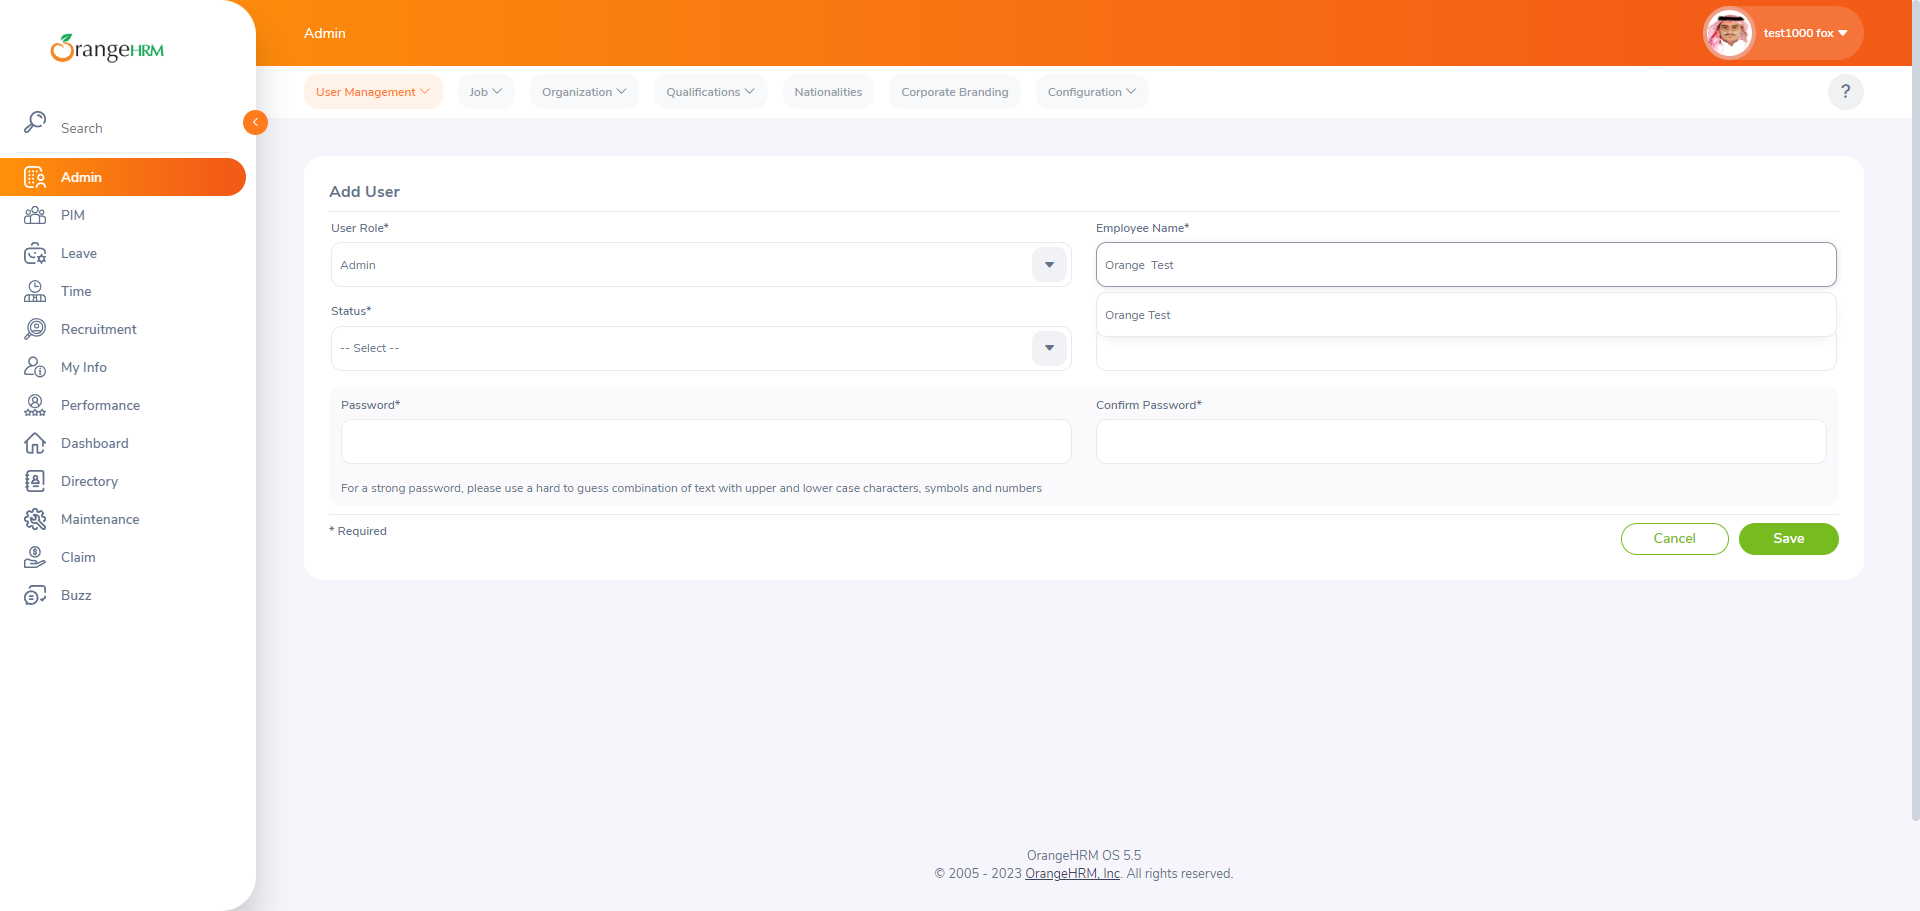 OrangeHRM
Search
Admin
PIM
Leave
Time
Recruitment
My Info
Performance
Dashboard
Directory
Maintenance
Claim
Buzz
Admin
test1000 fox
User Management
Job
Organization
Qualifications
Nationalities
Corporate Branding
Configuration
?
Add User
User Role*
Employee Name*
Admin
Orange  Test
Orange Test
Status*
-- Select --
Password*
Confirm Password*
For a strong password, please use a hard to guess combination of text with upper and lower case characters, symbols and numbers
* Required
Cancel
Save
OrangeHRM OS 5.5
© 2005 - 2023 OrangeHRM, Inc. All rights reserved.